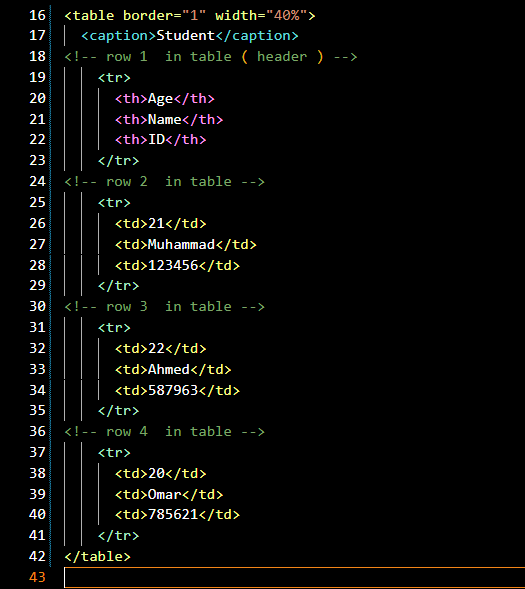 16 <table border="1" width="40%">
17 <caption>Student</caption>
18 <!-- row 1  in table ( header ) -->
19 <tr>
20 <th>Age</th>
21 <th>Name</th>
22 <th>ID</th>
23 </tr>
24 <!-- row 2  in table -->
25 <tr>
26 <td>21</td>
27 <td>Muhammad</td>
28 <td>123456</td>
29 </tr>
30 <!-- row 3  in table -->
31 <tr>
32 <td>22</td>
33 <td>Ahmed</td>
34 <td>587963</td>
35 </tr>
36 <!-- row 4  in table -->
37 <tr>
38 <td>20</td>
39 <td>Omar</td>
40 <td>785621</td>
41 </tr>
42 </table>
43